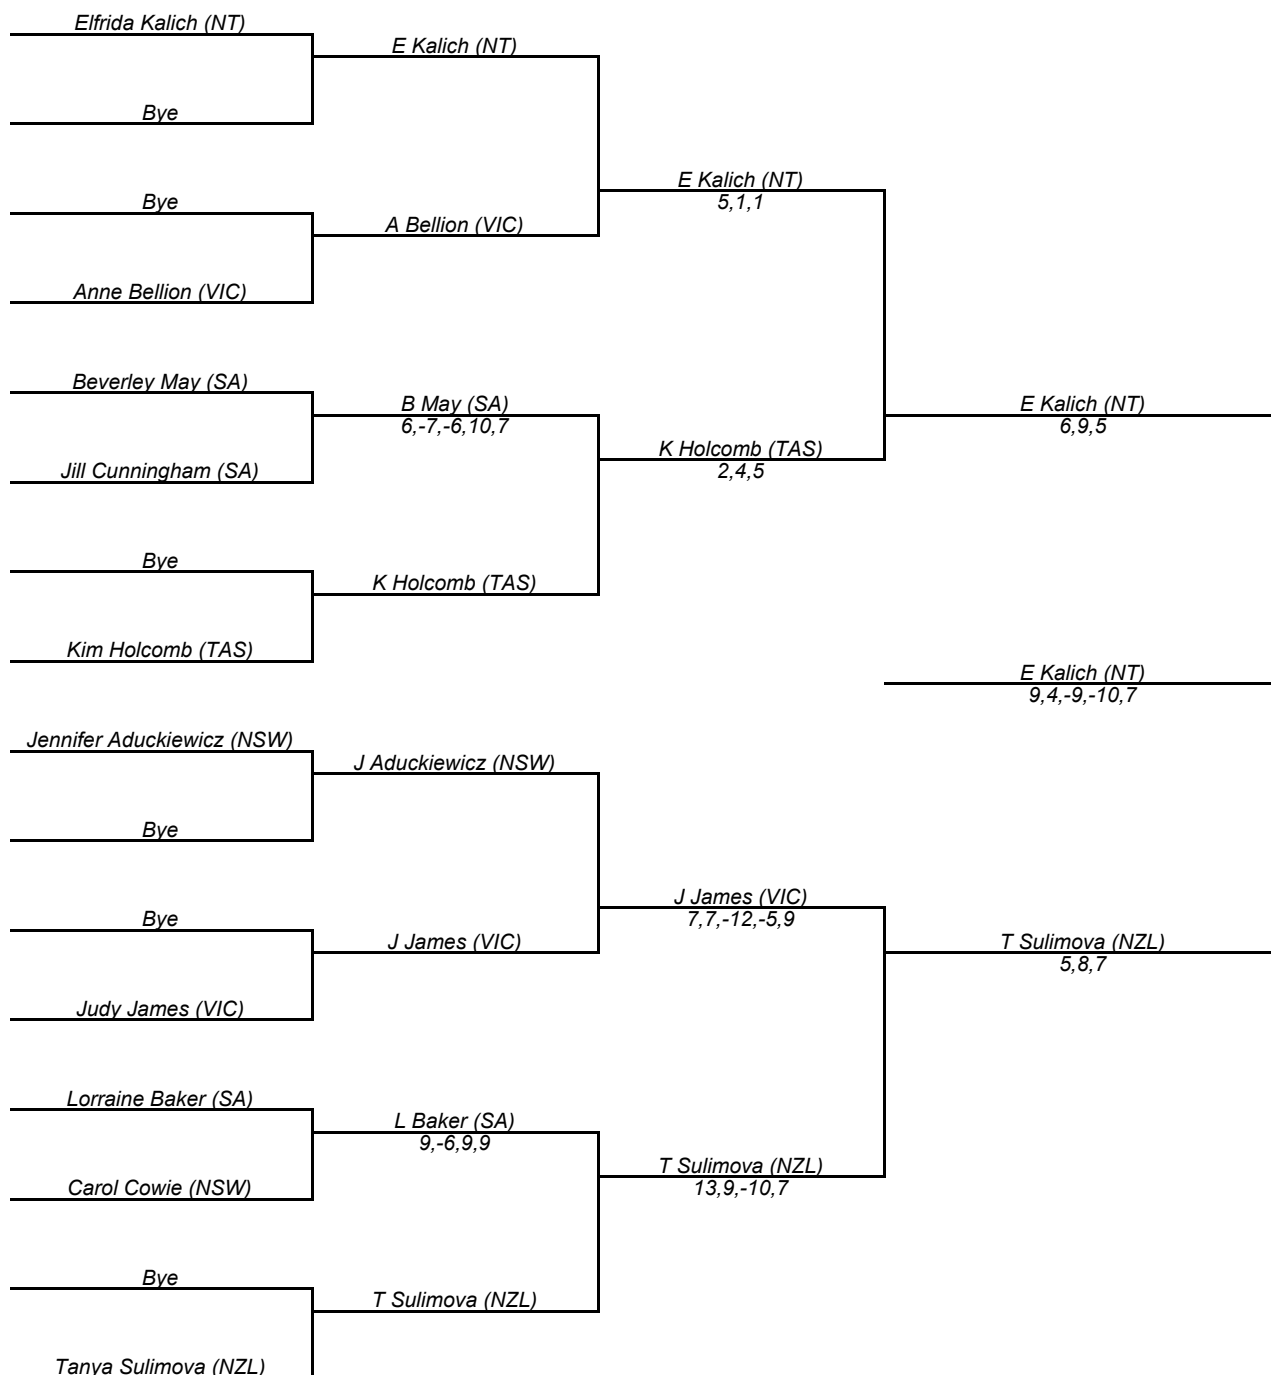 Elfrida Kalich (NT)
E Kalich (NT)
Bye
E Kalich (NT)
5,1,1
Bye
A Bellion (VIC)
Anne Bellion (VIC)
Beverley May (SA)
B May (SA)
6,-7,-6,10,7
E Kalich (NT)
6,9,5
K Holcomb (TAS)
2,4,5
Jill Cunningham (SA)
Bye
K Holcomb (TAS)
Kim Holcomb (TAS)
E Kalich (NT)
9,4,-9,-10,7
Jennifer Aduckiewicz (NSW)
J Aduckiewicz (NSW)
Bye
J James (VIC)
7,7,-12,-5,9
Bye
J James (VIC)
T Sulimova (NZL)
5,8,7
Judy James (VIC)
Lorraine Baker (SA)
L Baker (SA)
9,-6,9,9
T Sulimova (NZL)
13,9,-10,7
Carol Cowie (NSW)
Bye
T Sulimova (NZL)
Tanya Sulimova (NZL)